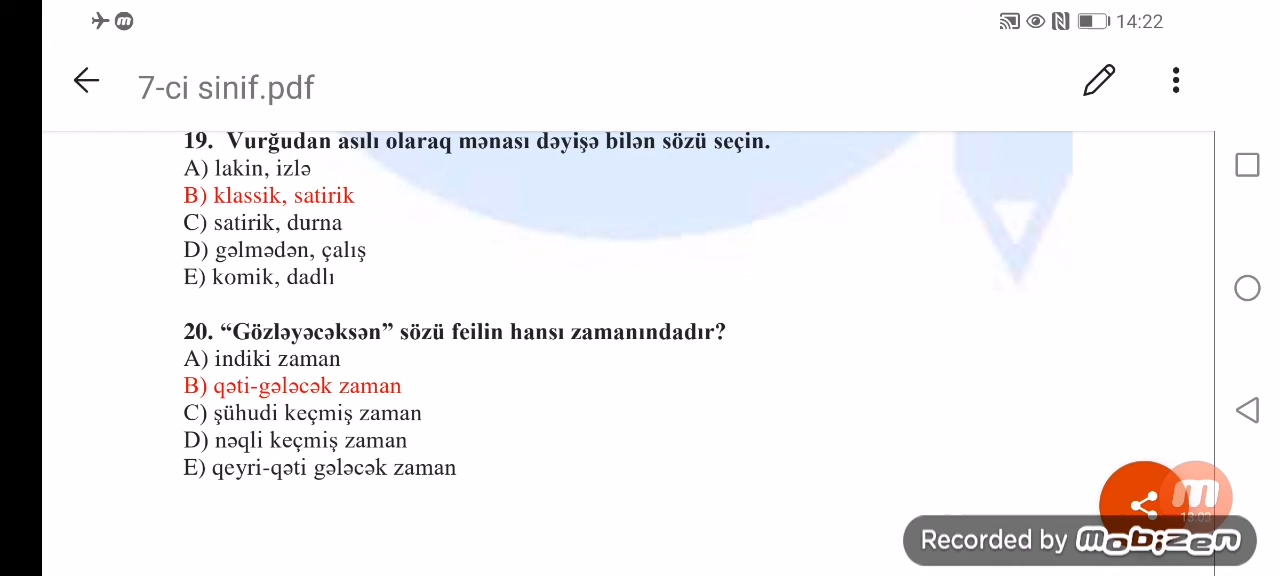 14:22
7-ci sinif.pdf
19. Vurğudan asılı olaraq mənası dəyişə bilən sözü seçin.
A) lakin, izlə
B) klassik, satirik
C) satirik, durna
D) gəlmədən, çalış
E) komik, dadlı
20. “Gözləyəcəksən” sözü feilin hansı zamanındadır?
A) indiki zaman
B) qəti-gələcək zaman
C) şühudi keçmiş zaman
D) nəqli keçmiş zaman
E) qeyri-qəti gələcək zaman
13:03
Recorded by Mobizen